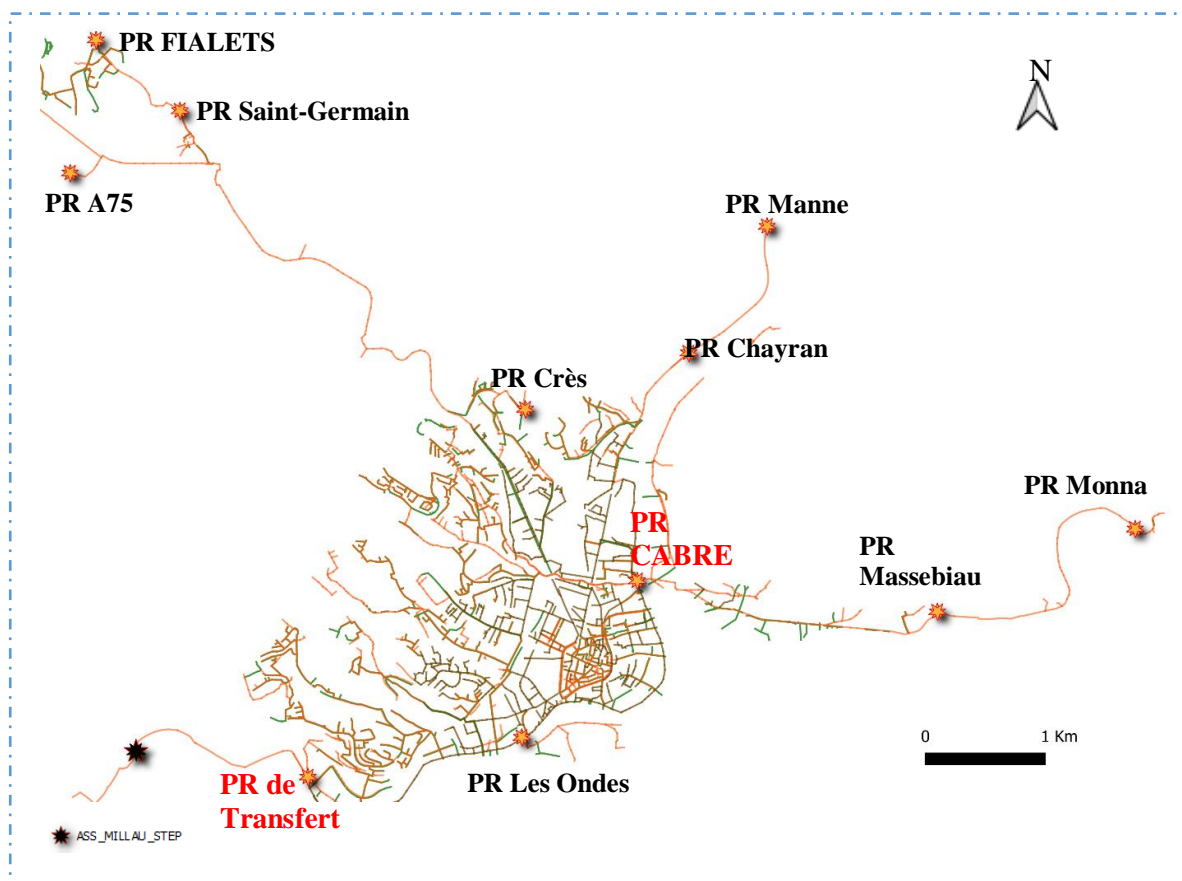 PR FIALETS
N
PR Saint-Germain
PR A75
PR Manne
PR Chayran
PR Crès
PR Monna
PR
CABRE
PR
Massebiau
0 1 Km
PR Les Ondes
PR de
Transfert
ASS_MILLAU_STEP